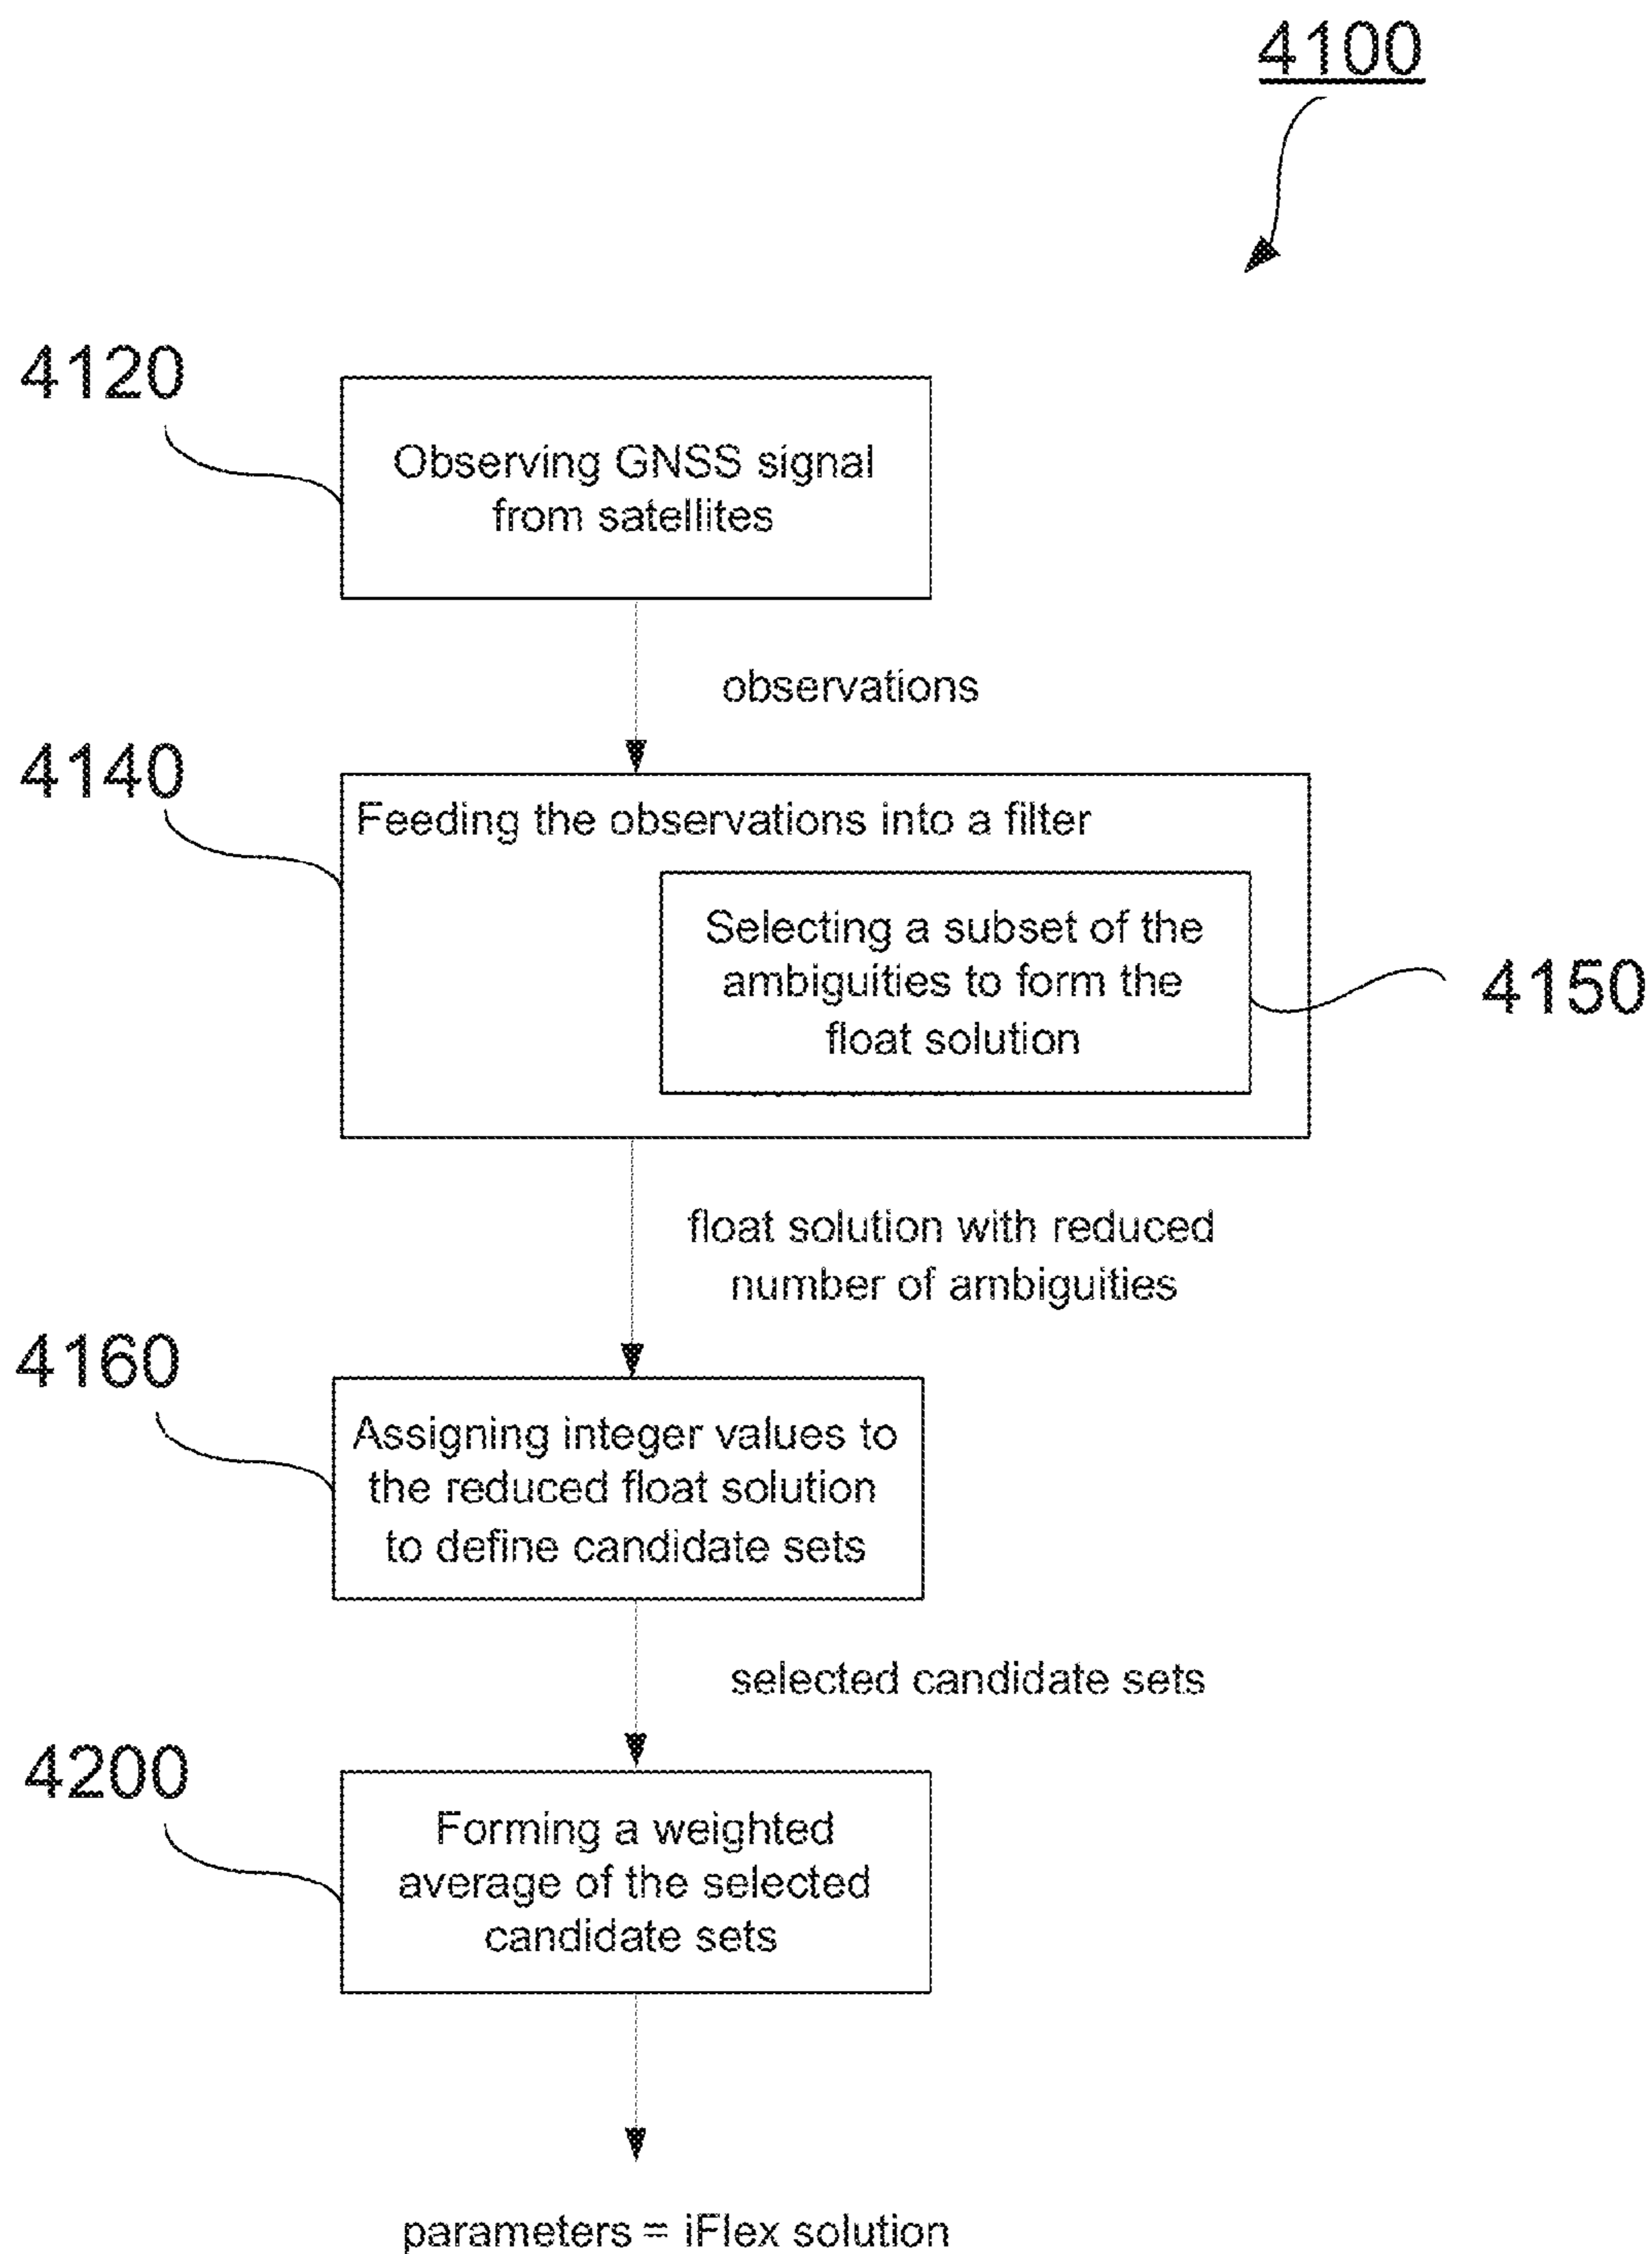 4100
4120
Observing GNSS signal
from satellites
observations
4140
Feeding the observations into a filter
Selecting a subset of the
ambiguities to form the
float solution
4150
float solution with reduced
number of ambiguities
4160
Assigning integer values to
the reduced float solution
to define candidate sets
selected candidate sets
4200
Forming a weighted
average of the selected
candidate sets
parameters = iFlex solution